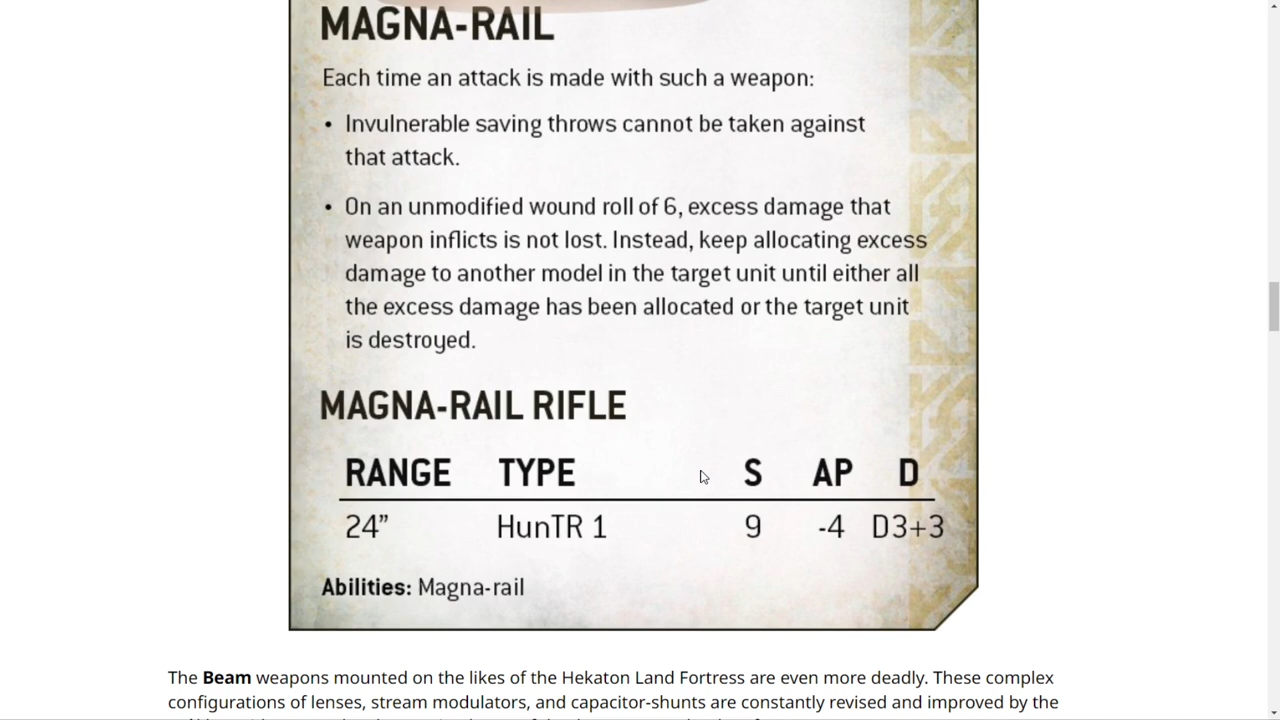 MAGNA-RAIL
Each time an attack is made with such a weapon:
• Invulnerable saving throws cannot be taken against
that attack.
• On an unmodified wound roll of 6, excess damage that
weapon inflicts is not lost. Instead, keep allocating excess
damage to another model in the target unit until either all
the excess damage has been allocated or the target unit
is destroyed.
MAGNA-RAIL RIFLE
RANGE TYPE S AP D
24” HunTR 1 9 -4 D3+3
Abilities: Magna-rail
The Beam weapons mounted on the likes of the Hekaton Land Fortress are even more deadly. These complex
configurations of lenses, stream modulators, and capacitor-shunts are constantly revised and improved by the